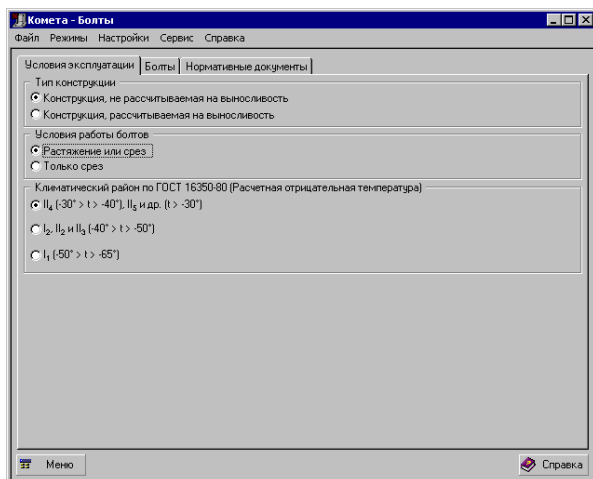 Комета - Болты
Файл Режимы Настройки Сервис Справка
Условия эксплуатации Болты Нормативные документы
Тип конструкции
Конструкция, не рассчитываемая на выносливость
Конструкция, рассчитываемая на выносливость
Условия работы болтов
Растяжение или срез
Только срез
Климатический район по ГОСТ 16350-80 (Расчетная отрицательная температура)
II₄ (-30° > t > -40°), II₅ и др. (t > -30°)
I₂, II₂ и II₃ (-40° > t > -50°)
I₁ (-50° > t > -65°)
Меню Справка